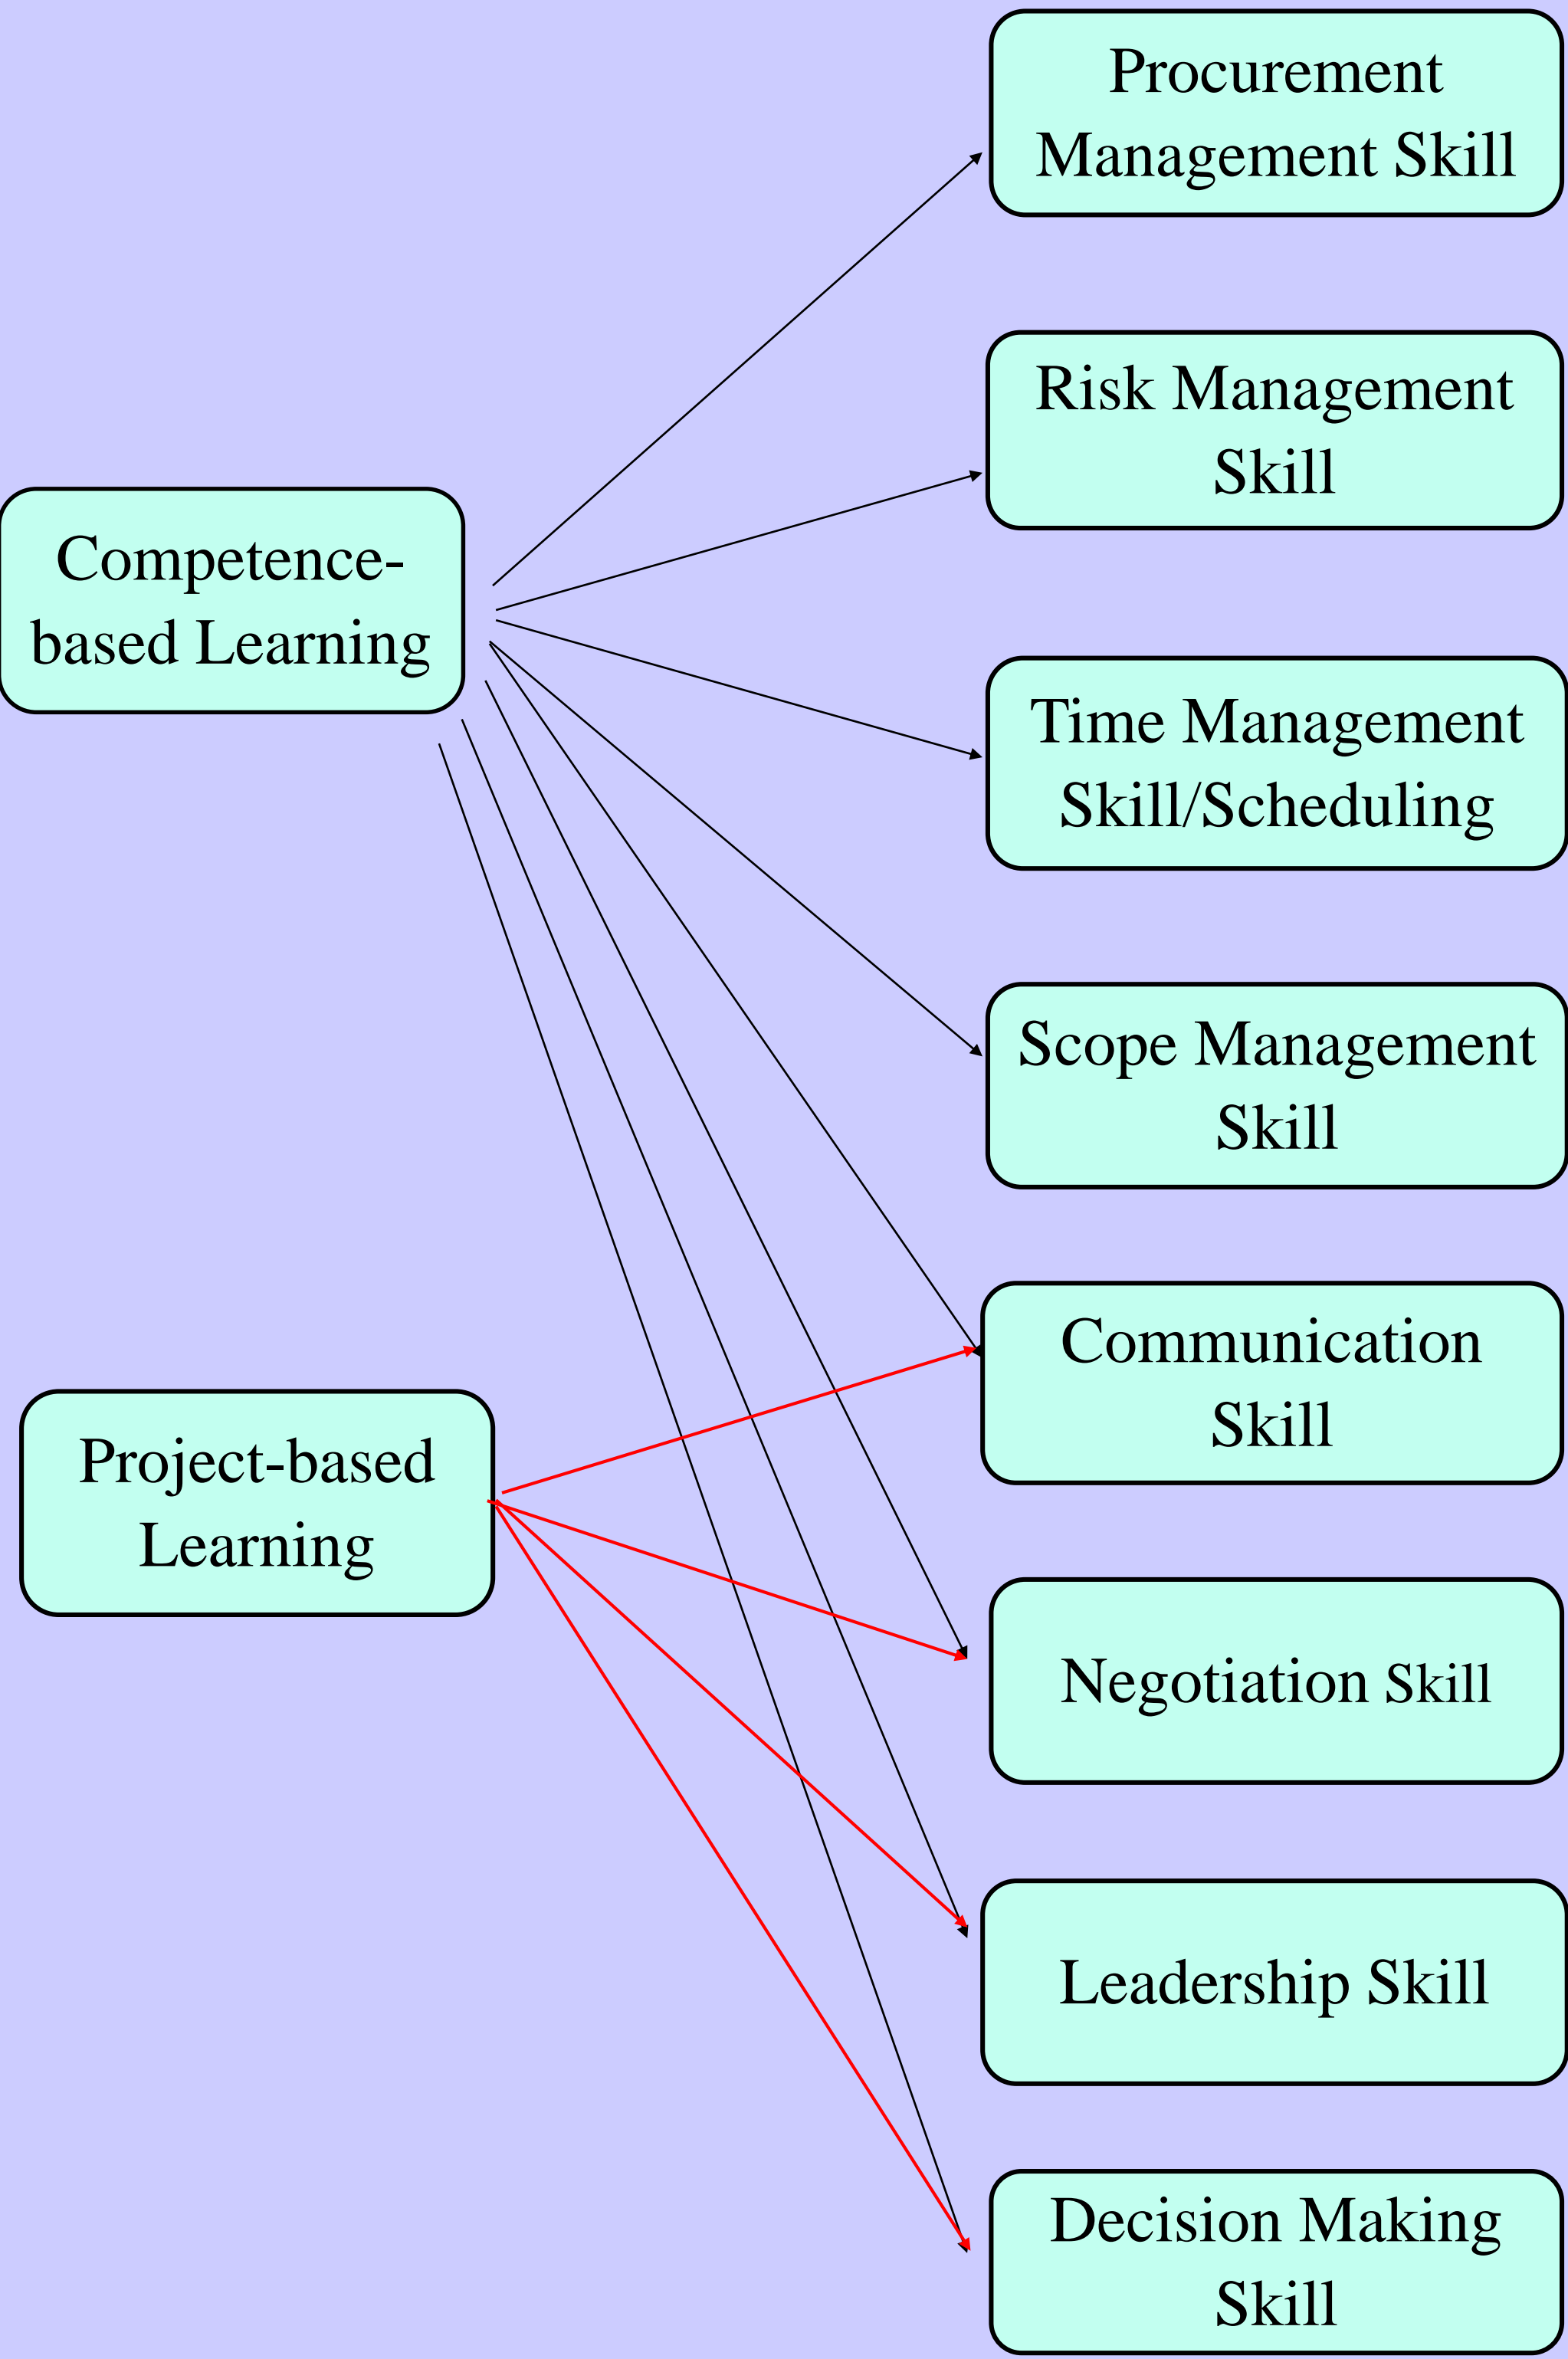 Procurement
Management Skill
Risk Management
Skill
Competence-
based Learning
Time Management
Skill/Scheduling
Scope Management
Skill
Communication
Skill
Project-based
Learning
Negotiation Skill
Leadership Skill
Decision Making
Skill